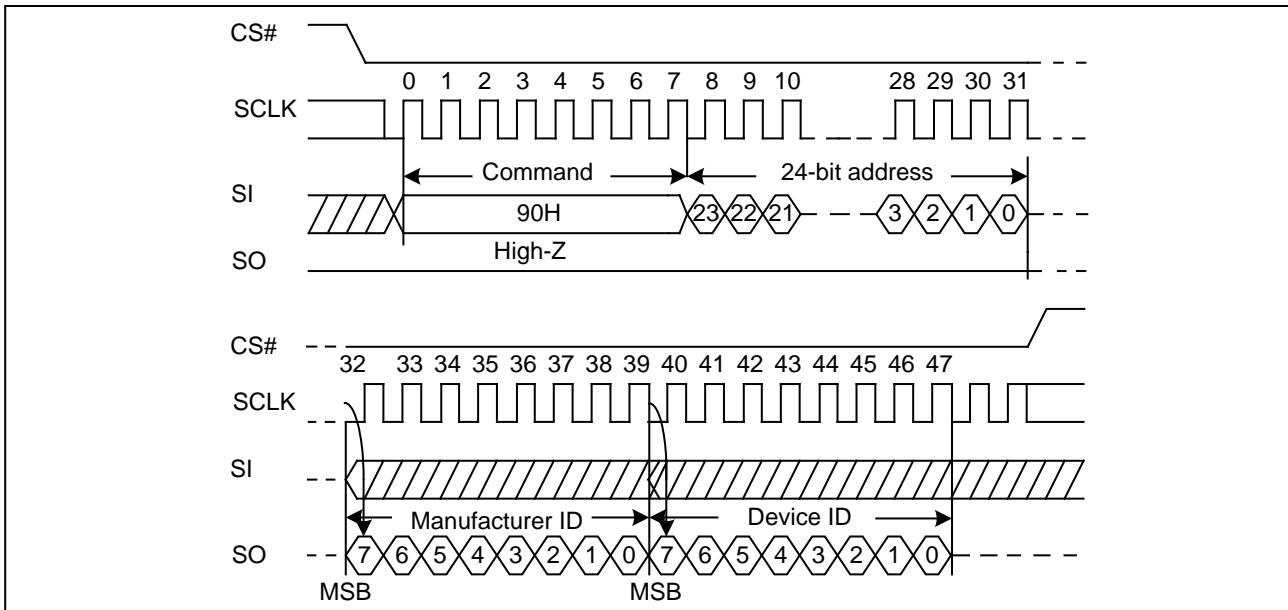 CS#
0 1 2 3 4 5 6 7 8 9 10 28 29 30 31
SCLK
Command 24-bit address
SI
90H 23 22 21 3 2 1 0
High-Z
SO
CS#
32 33 34 35 36 37 38 39 40 41 42 43 44 45 46 47
SCLK
SI
Manufacturer ID Device ID
SO 7 6 5 4 3 2 1 0 7 6 5 4 3 2 1 0
MSB MSB